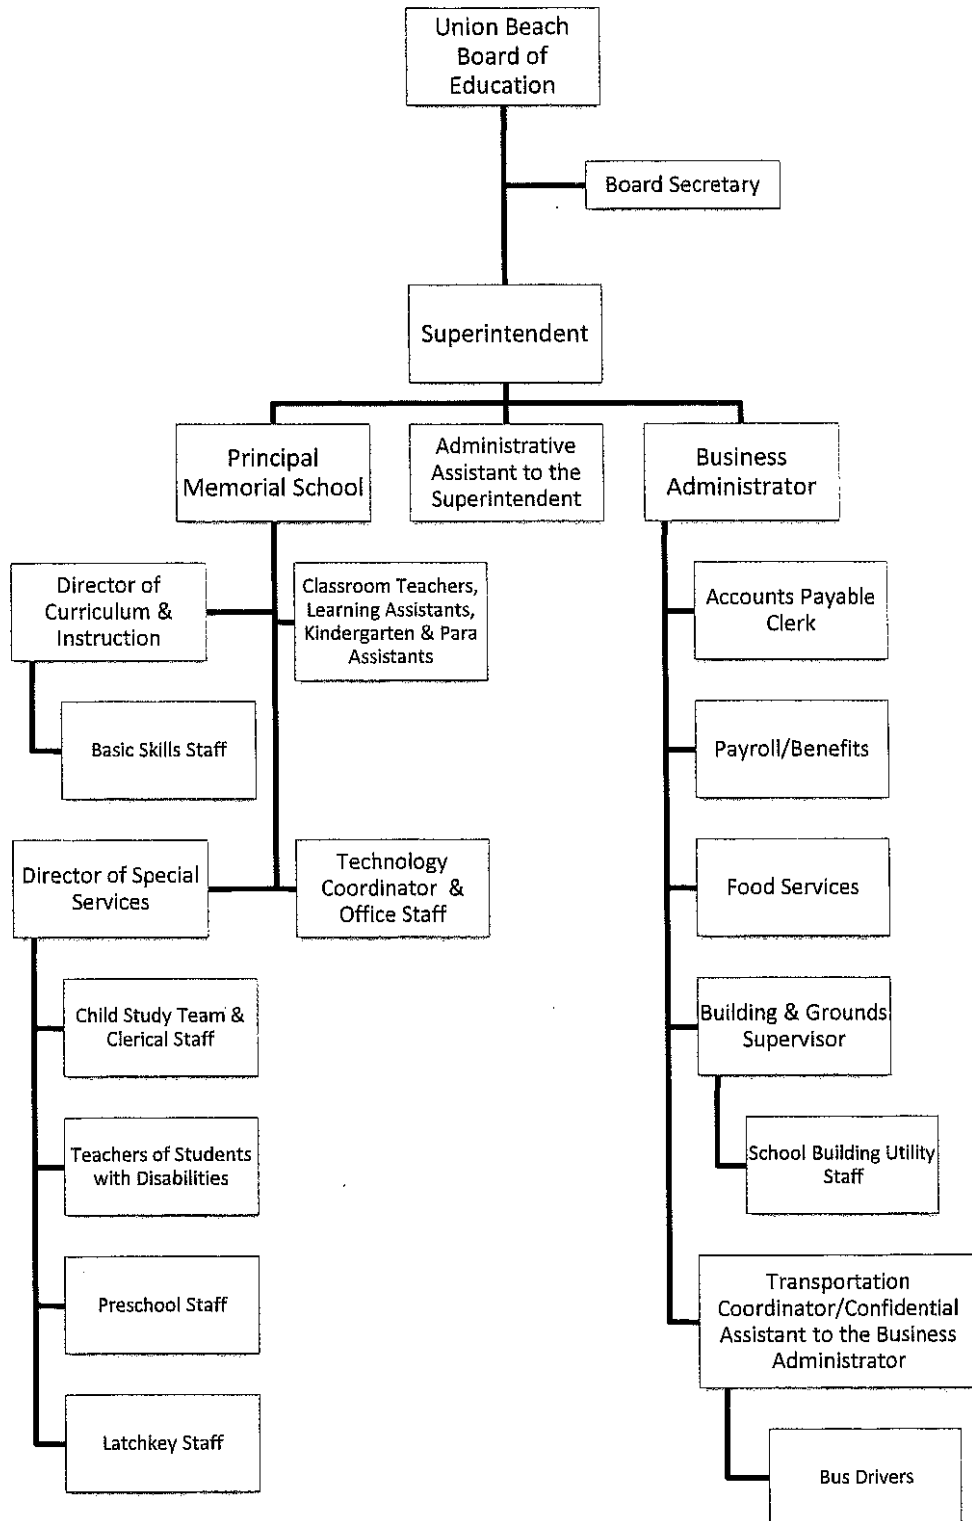 Union Beach
Board of
Education
Board Secretary
Superintendent
Principal
Memorial School
Administrative
Assistant to the
Superintendent
Business
Administrator
Director of
Curriculum &
Instruction
Classroom Teachers,
Learning Assistants,
Kindergarten & Para
Assistants
Accounts Payable
Clerk
Basic Skills Staff
Payroll/Benefits
Director of Special
Services
Technology
Coordinator &
Office Staff
Food Services
Child Study Team &
Clerical Staff
Building & Grounds
Supervisor
Teachers of Students
with Disabilities
School Building Utility
Staff
Preschool Staff
Transportation
Coordinator/Confidential
Assistant to the Business
Administrator
Latchkey Staff
Bus Drivers